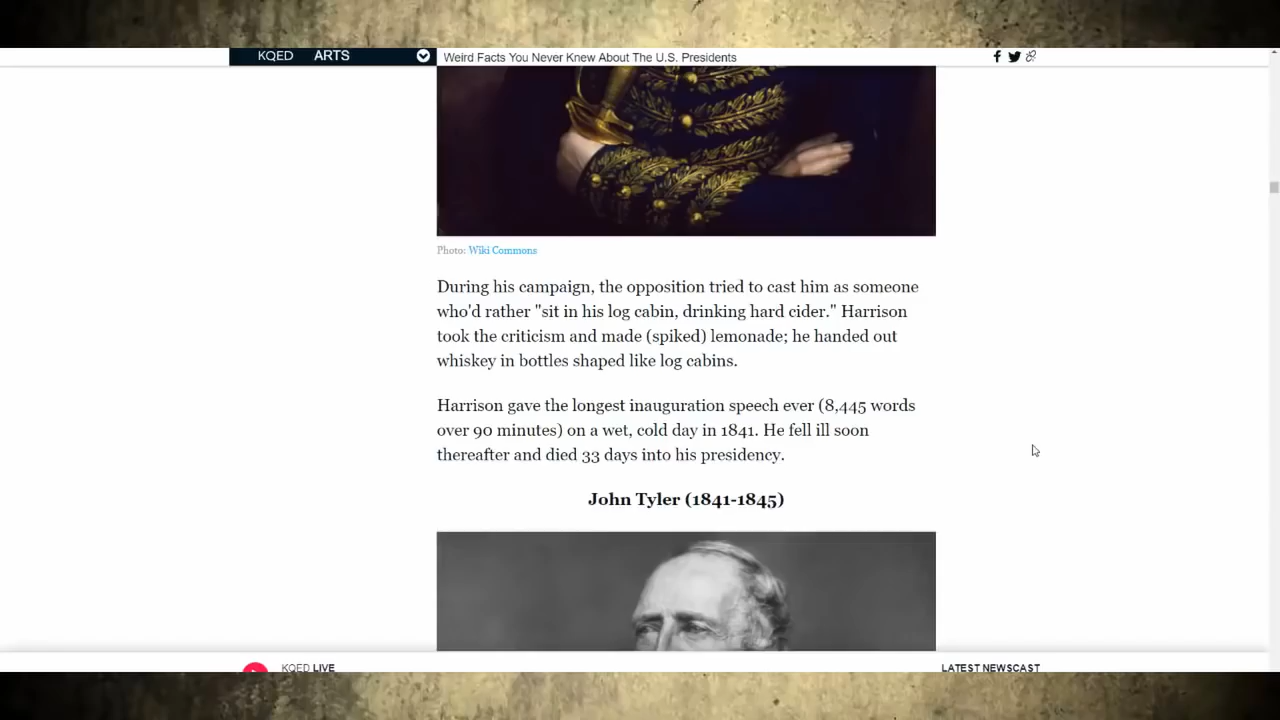 KQED ARTS Weird Facts You Never Knew About The U.S. Presidents
Photo: Wiki Commons
During his campaign, the opposition tried to cast him as someone
who'd rather "sit in his log cabin, drinking hard cider." Harrison
took the criticism and made (spiked) lemonade; he handed out
whiskey in bottles shaped like log cabins.
Harrison gave the longest inauguration speech ever (8,445 words
over 90 minutes) on a wet, cold day in 1841. He fell ill soon
thereafter and died 33 days into his presidency.
John Tyler (1841-1845)
KQED LIVE LATEST NEWSCAST